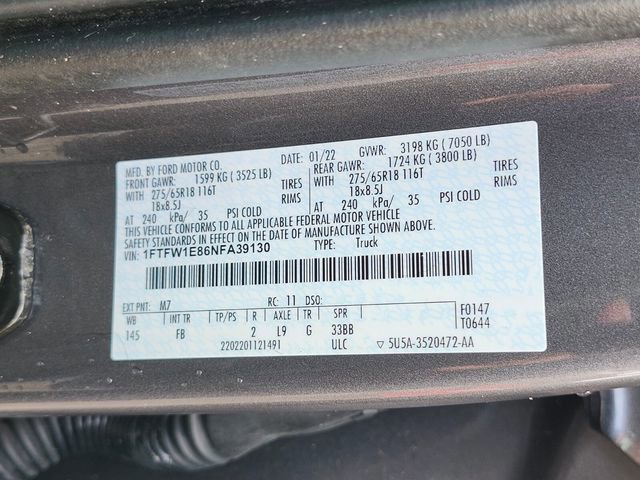 MFD. BY FORD MOTOR CO. DATE: 01/22 GVWR: 3198 KG ( 7050 LB)
FRONT GAWR: 1599 KG ( 3525 LB) REAR GAWR: 1724 KG ( 3800 LB)
WITH 275/65R18 116T TIRES WITH 275/65R18 116T TIRES
18x8.5J RIMS 18x8.5J RIMS
AT 240 kPa/ 35 PSI COLD AT 240 kPa/ 35 PSI COLD
THIS VEHICLE CONFORMS TO ALL APPLICABLE FEDERAL MOTOR VEHICLE
SAFETY STANDARDS IN EFFECT ON THE DATE OF MANUFACTURE SHOWN ABOVE.
VIN: 1FTFW1E86NFA39130 TYPE: Truck
EXT PNT: M7 RC: 11 DSO: F0147
WB INT TR TP/PS R AXLE TR SPR T0644
145 FB 2 L9 G 33BB
2202201121491 ULC ▽ 5U5A-3520472-AA